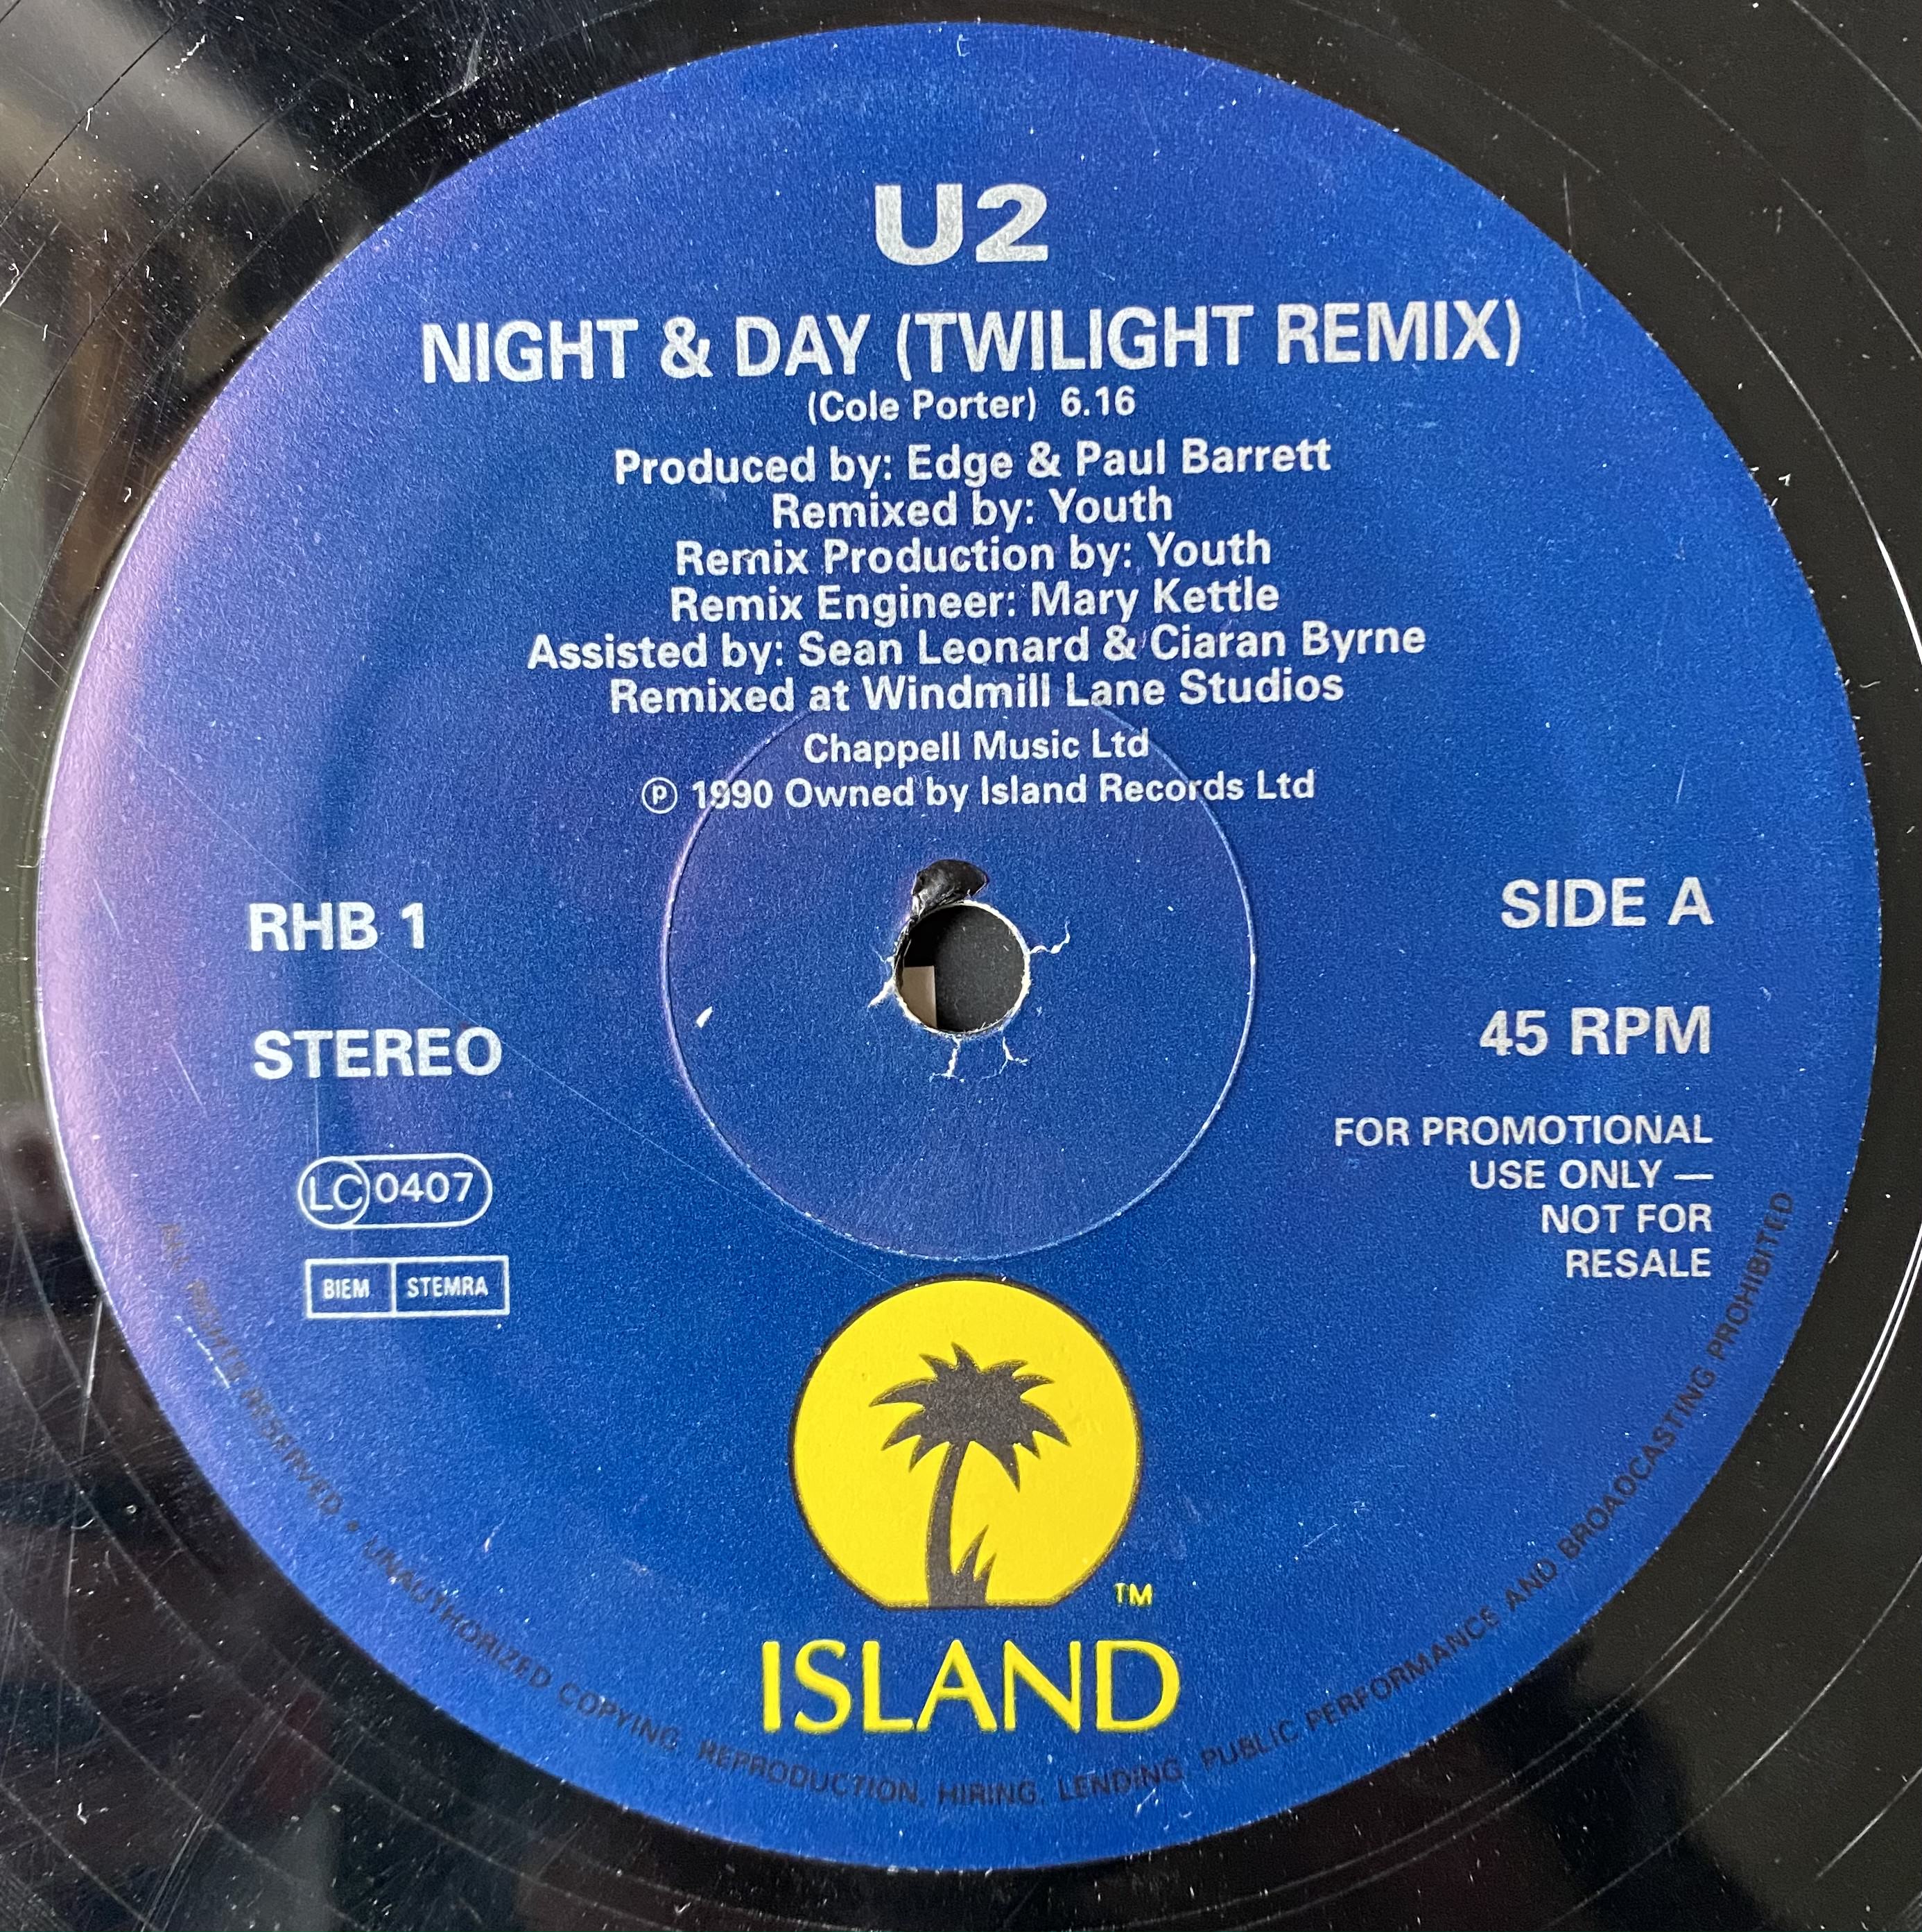 U2
NIGHT & DAY (TWILIGHT REMIX)
(Cole Porter) 6.16
Produced by: Edge & Paul Barrett
Remixed by: Youth
Remix Production by: Youth
Remix Engineer: Mary Kettle
Assisted by: Sean Leonard & Ciaran Byrne
Remixed at Windmill Lane Studios
Chappell Music Ltd
℗ 1990 Owned by Island Records Ltd
RHB 1
SIDE A
STEREO
45 RPM
LC 0407
BIEM STEMRA
FOR PROMOTIONAL
USE ONLY —
NOT FOR
RESALE
TM
ISLAND
ALL RIGHTS RESERVED • UNAUTHORIZED COPYING, REPRODUCTION, HIRING, LENDING, PUBLIC PERFORMANCE AND BROADCASTING PROHIBITED